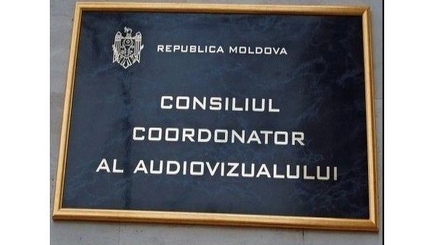 REPUBLICA MOLDOVA
CONSILIUL
COORDONATOR
AL AUDIOVIZUALULUI